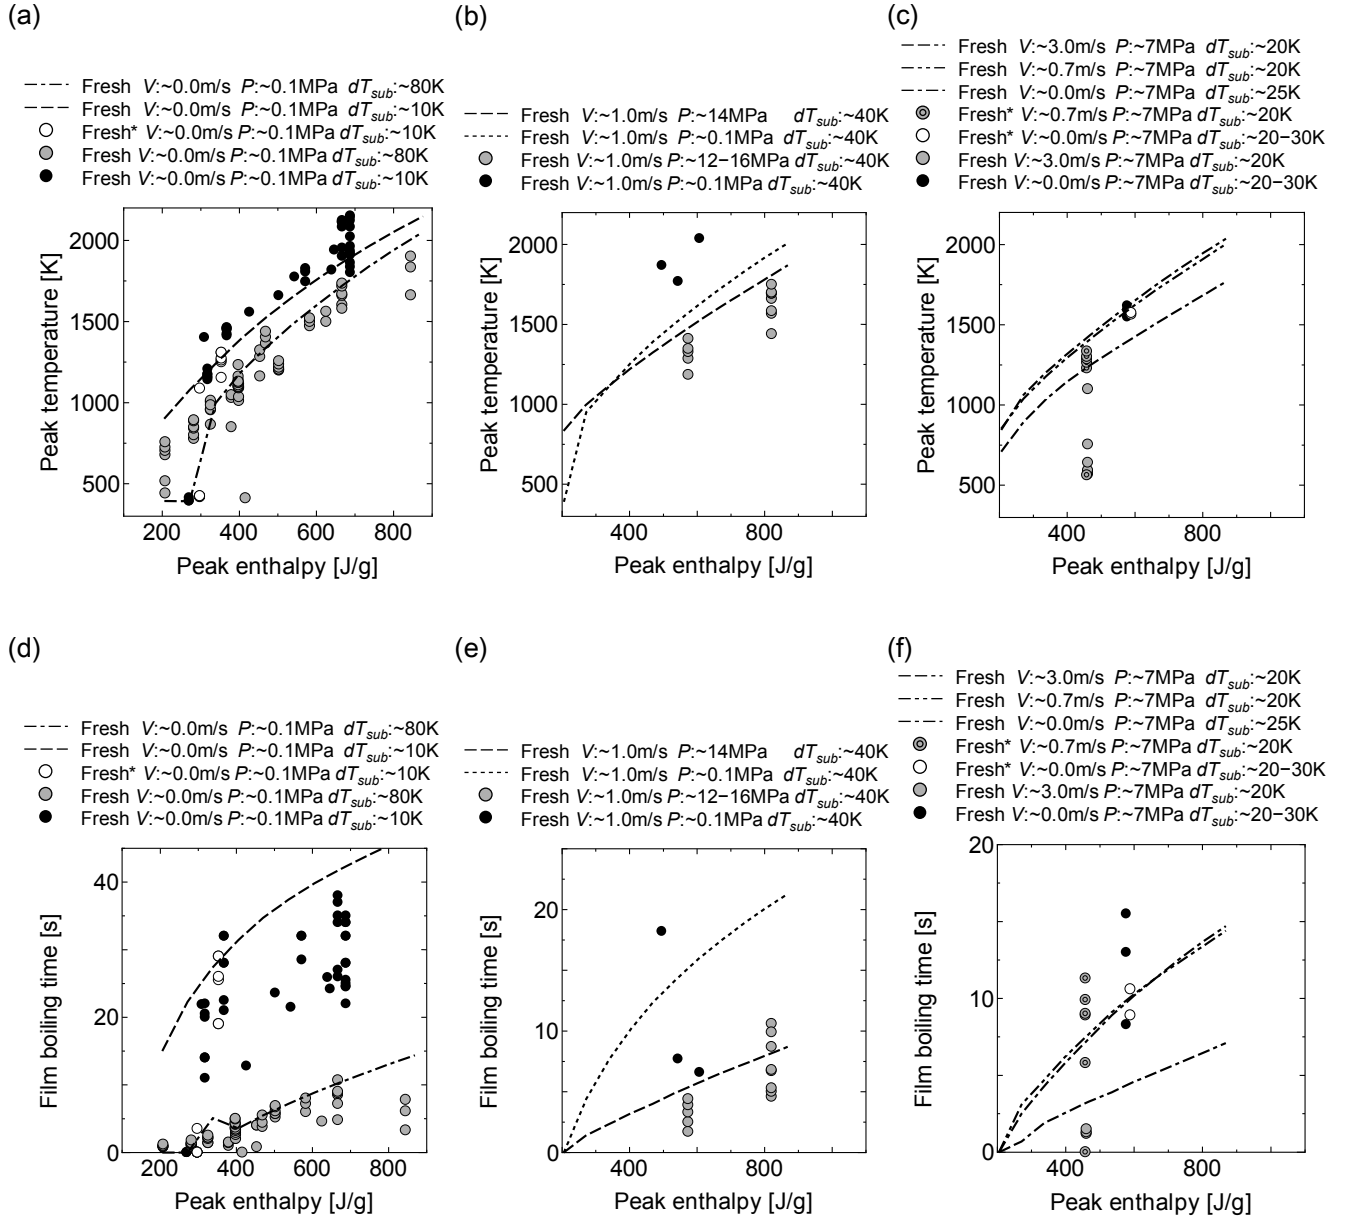 (a)
Fresh V:~0.0m/s P:~0.1MPa dTsub:~80K
Fresh V:~0.0m/s P:~0.1MPa dTsub:~10K
Fresh* V:~0.0m/s P:~0.1MPa dTsub:~10K
Fresh V:~0.0m/s P:~0.1MPa dTsub:~80K
Fresh V:~0.0m/s P:~0.1MPa dTsub:~10K
2000
1500
1000
500
Peak temperature [K]
200 400 600 800
Peak enthalpy [J/g]
(b)
Fresh V:~1.0m/s P:~14MPa dTsub:~40K
Fresh V:~1.0m/s P:~0.1MPa dTsub:~40K
Fresh V:~1.0m/s P:~12−16MPa dTsub:~40K
Fresh V:~1.0m/s P:~0.1MPa dTsub:~40K
2000
1500
1000
500
Peak temperature [K]
400 800
Peak enthalpy [J/g]
(c)
Fresh V:~3.0m/s P:~7MPa dTsub:~20K
Fresh V:~0.7m/s P:~7MPa dTsub:~20K
Fresh V:~0.0m/s P:~7MPa dTsub:~25K
Fresh* V:~0.7m/s P:~7MPa dTsub:~20K
Fresh* V:~0.0m/s P:~7MPa dTsub:~20−30K
Fresh V:~3.0m/s P:~7MPa dTsub:~20K
Fresh V:~0.0m/s P:~7MPa dTsub:~20−30K
2000
1500
1000
500
Peak temperature [K]
400 800
Peak enthalpy [J/g]
(d)
Fresh V:~0.0m/s P:~0.1MPa dTsub:~80K
Fresh V:~0.0m/s P:~0.1MPa dTsub:~10K
Fresh* V:~0.0m/s P:~0.1MPa dTsub:~10K
Fresh V:~0.0m/s P:~0.1MPa dTsub:~80K
Fresh V:~0.0m/s P:~0.1MPa dTsub:~10K
40
20
0
Film boiling time [s]
200 400 600 800
Peak enthalpy [J/g]
(e)
Fresh V:~1.0m/s P:~14MPa dTsub:~40K
Fresh V:~1.0m/s P:~0.1MPa dTsub:~40K
Fresh V:~1.0m/s P:~12−16MPa dTsub:~40K
Fresh V:~1.0m/s P:~0.1MPa dTsub:~40K
20
10
0
Film boiling time [s]
400 800
Peak enthalpy [J/g]
(f)
Fresh V:~3.0m/s P:~7MPa dTsub:~20K
Fresh V:~0.7m/s P:~7MPa dTsub:~20K
Fresh V:~0.0m/s P:~7MPa dTsub:~25K
Fresh* V:~0.7m/s P:~7MPa dTsub:~20K
Fresh* V:~0.0m/s P:~7MPa dTsub:~20−30K
Fresh V:~3.0m/s P:~7MPa dTsub:~20K
Fresh V:~0.0m/s P:~7MPa dTsub:~20−30K
20
10
0
Film boiling time [s]
400 800
Peak enthalpy [J/g]